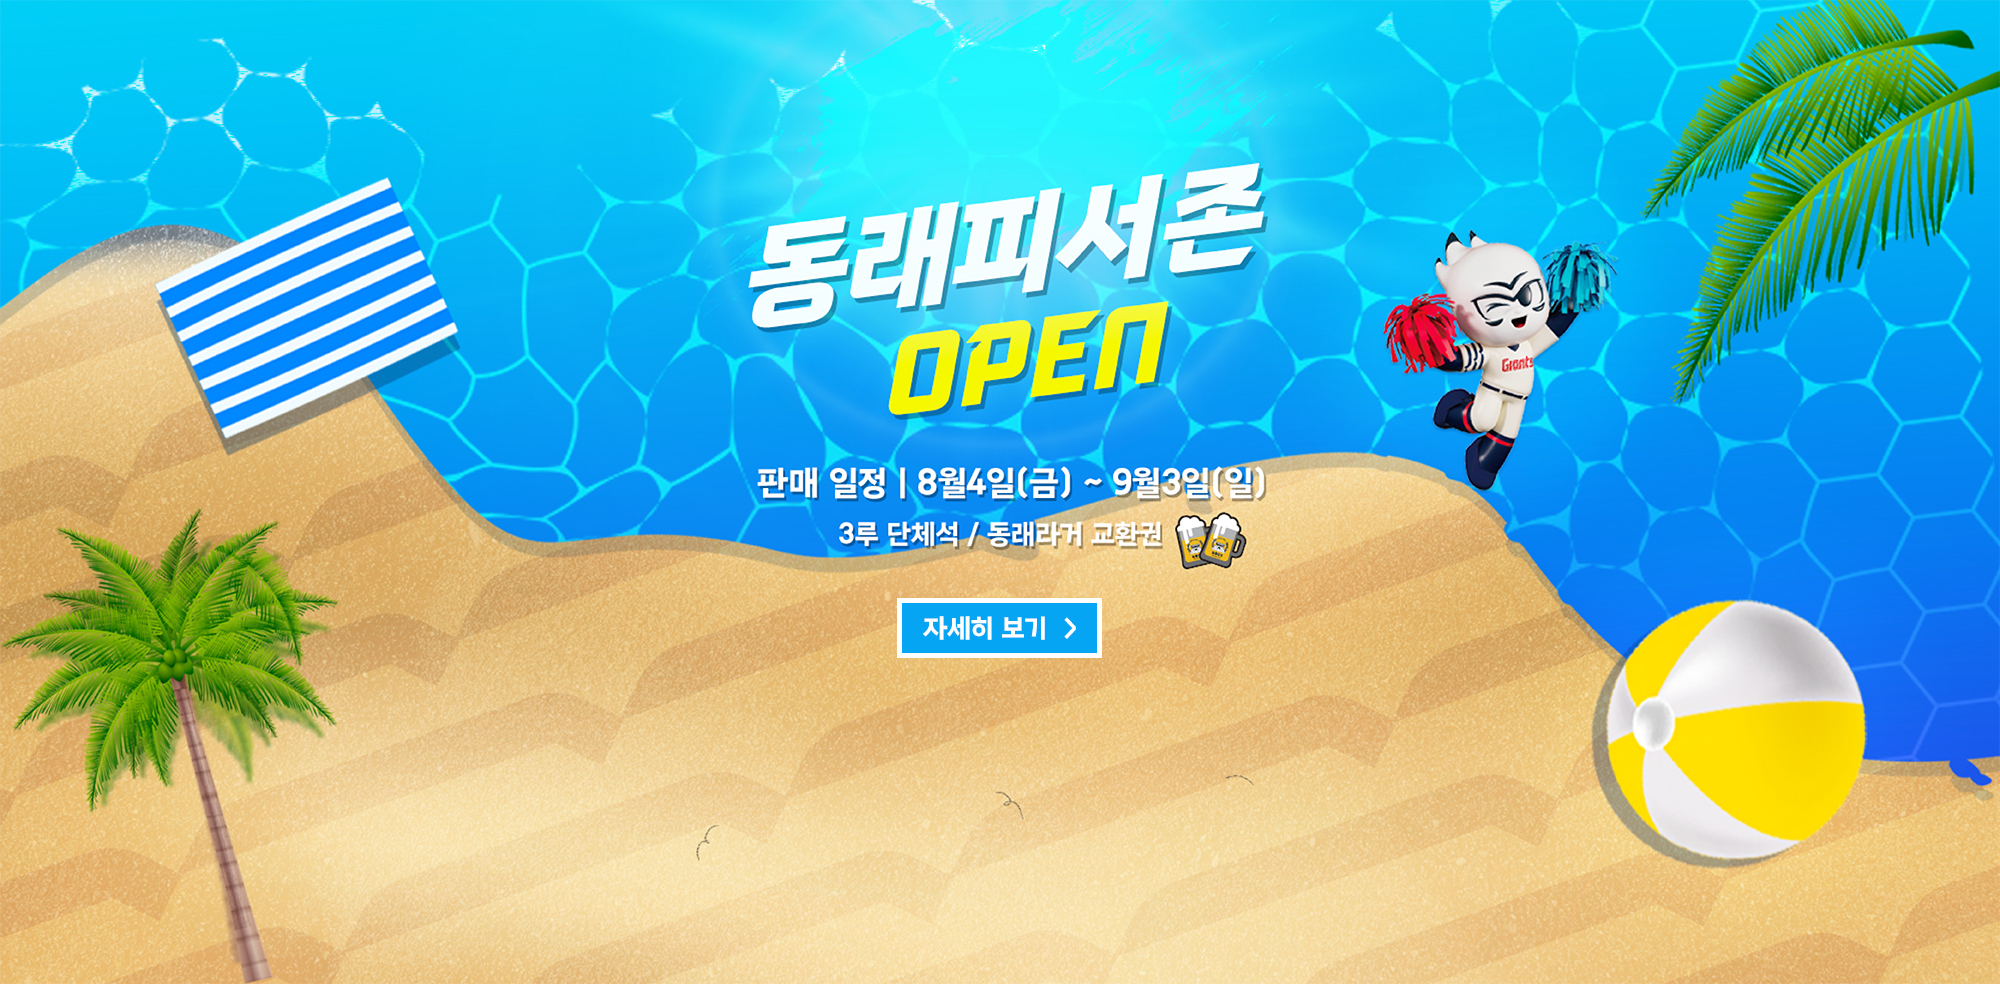 동래피서존
OPEN
판매 일정 | 8월4일(금) ~ 9월3일(일)
3루 단체석 / 동래라거 교환권
자세히 보기 >
Giants